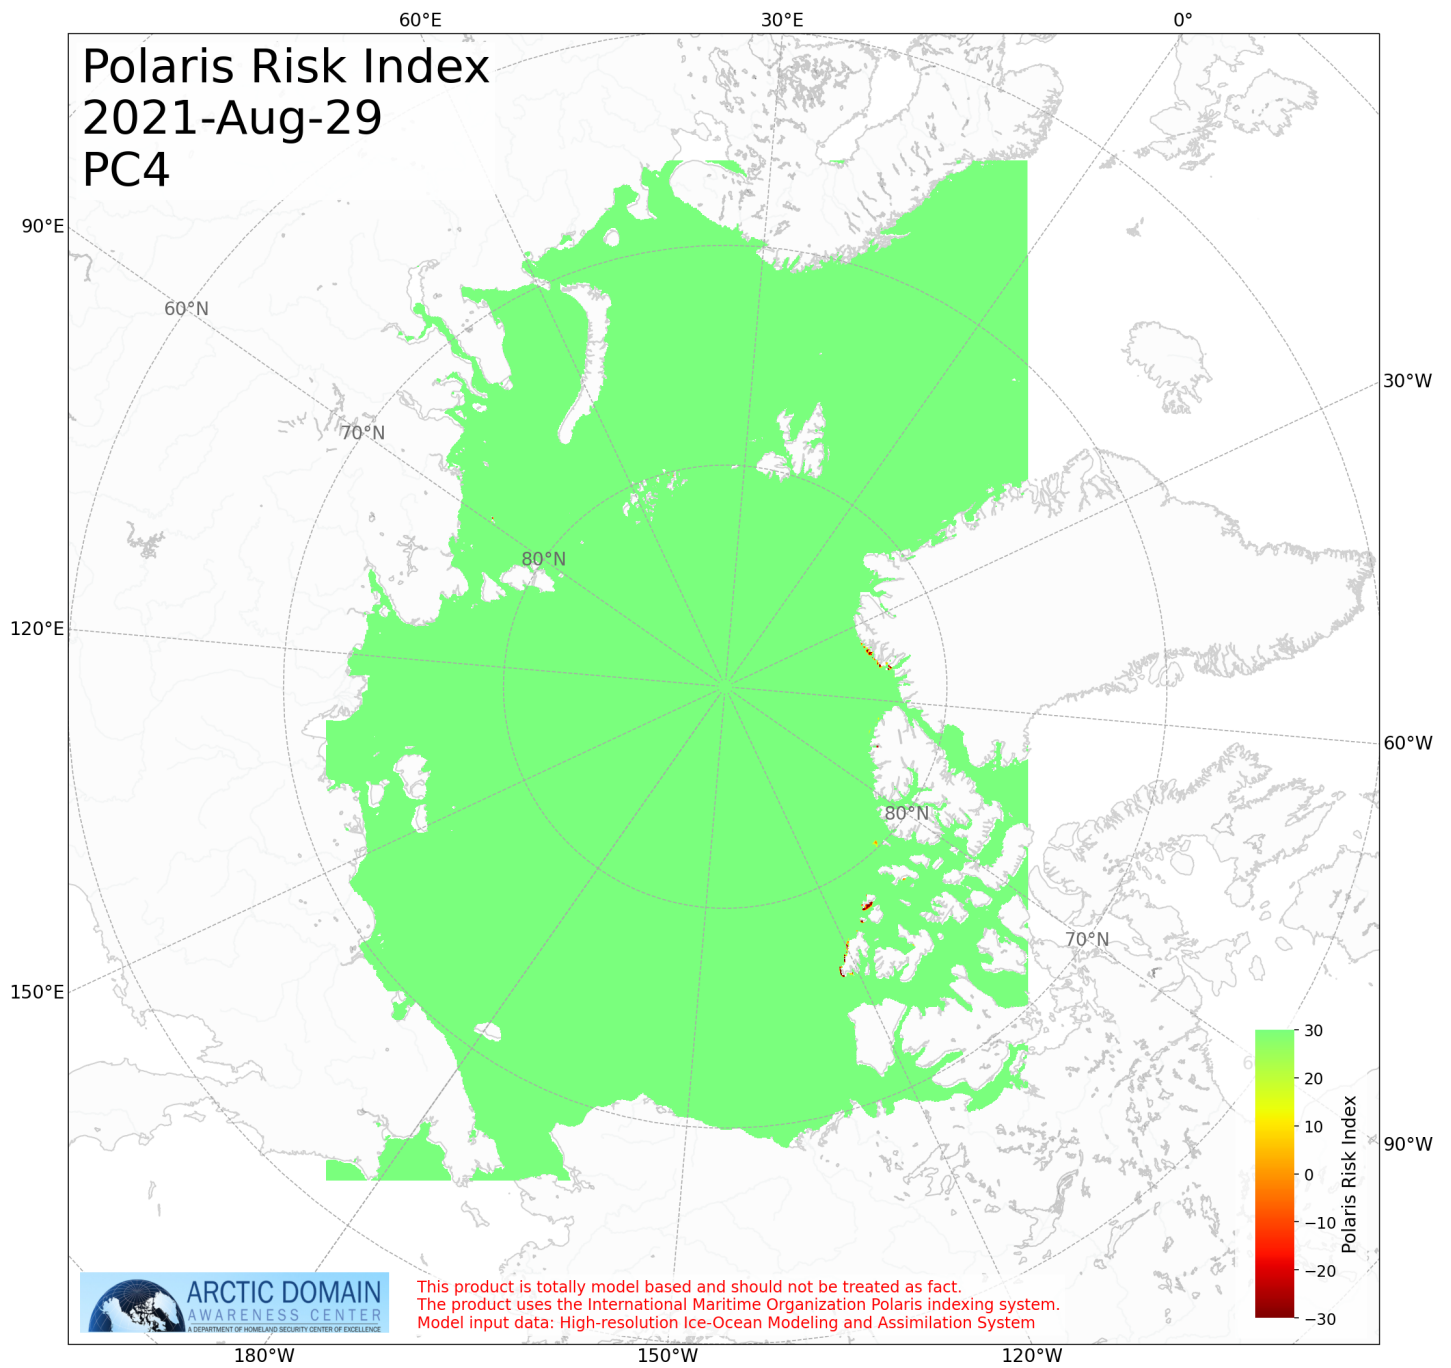 60°E 30°E 0°
Polaris Risk Index
2021-Aug-29
PC4
90°E
60°N
30°W
70°N
80°N
120°E
60°W
80°N
70°N
150°E
30
20
10
0
−10
−20
−30
Polaris Risk Index
90°W
ARCTIC DOMAIN
AWARENESS CENTER
A DEPARTMENT OF HOMELAND SECURITY CENTER OF EXCELLENCE
This product is totally model based and should not be treated as fact.
The product uses the International Maritime Organization Polaris indexing system.
Model input data: High-resolution Ice-Ocean Modeling and Assimilation System
180°W 150°W 120°W